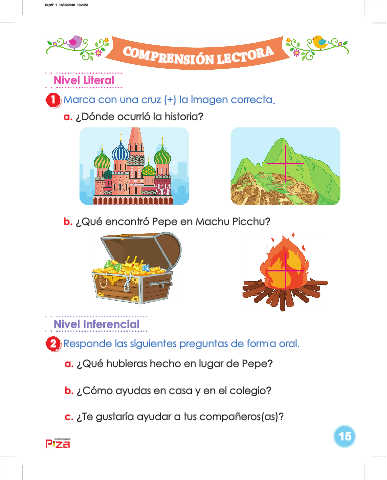 COMPRENSIÓN LECTORA
Nivel Literal
1 Marca con una cruz (+) la imagen correcta.
a. ¿Dónde ocurrió la historia?
b. ¿Qué encontró Pepe en Machu Picchu?
Nivel Inferencial
2 Responde las siguientes preguntas de forma oral.
a. ¿Qué hubieras hecho en lugar de Pepe?
b. ¿Cómo ayudas en casa y en el colegio?
c. ¿Te gustaría ayudar a tus compañeros(as)?
15